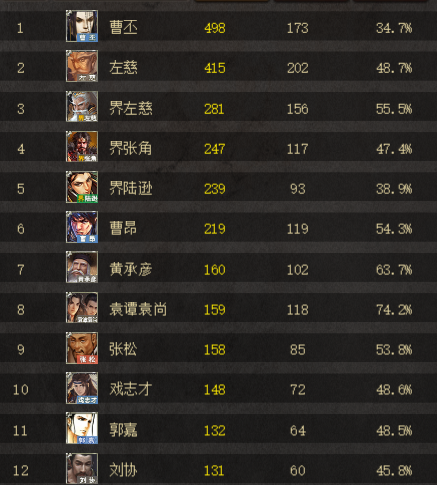 1 曹丕 498 173 34.7%
2 左慈 415 202 48.7%
3 界左慈 281 156 55.5%
4 界张角 247 117 47.4%
5 界陆逊 239 93 38.9%
6 曹昂 219 119 54.3%
7 黄承彦 160 102 63.7%
8 袁谭袁尚 159 118 74.2%
9 张松 158 85 53.8%
10 戏志才 148 72 48.6%
11 郭嘉 132 64 48.5%
12 刘协 131 60 45.8%